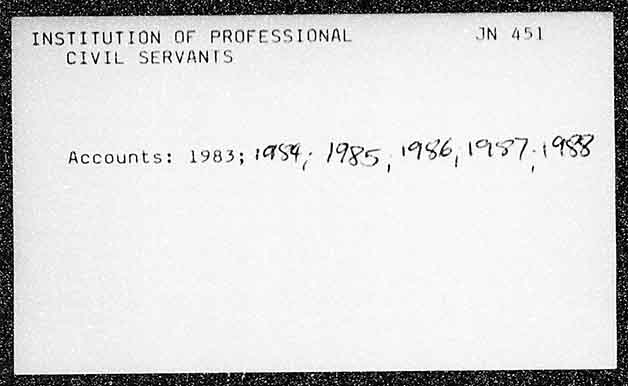 INSTITUTION OF PROFESSIONAL JN 451
CIVIL SERVANTS
Accounts: 1983; 1984; 1985; 1986, 1987; 1988